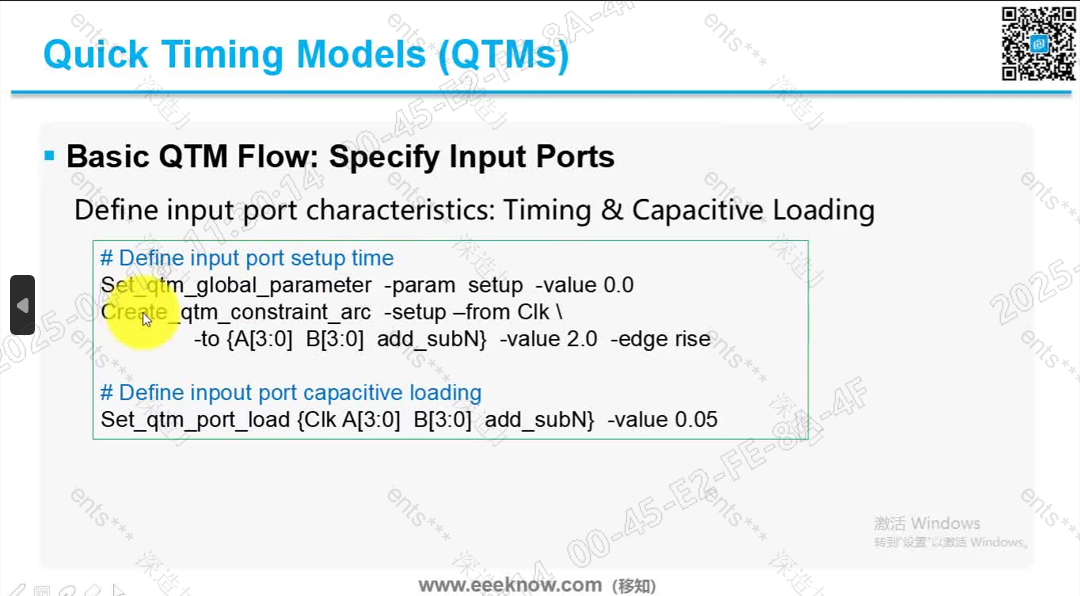 Quick Timing Models (QTMs)
Basic QTM Flow: Specify Input Ports
Define input port characteristics: Timing & Capacitive Loading
# Define input port setup time
Set_qtm_global_parameter -param setup -value 0.0
Create_qtm_constraint_arc -setup –from Clk \
-to {A[3:0] B[3:0] add_subN} -value 2.0 -edge rise
# Define inpout port capacitive loading
Set_qtm_port_load {Clk A[3:0] B[3:0] add_subN} -value 0.05
激活 Windows
转到"设置"以激活 Windows。
www.eeeknow.com (移知)